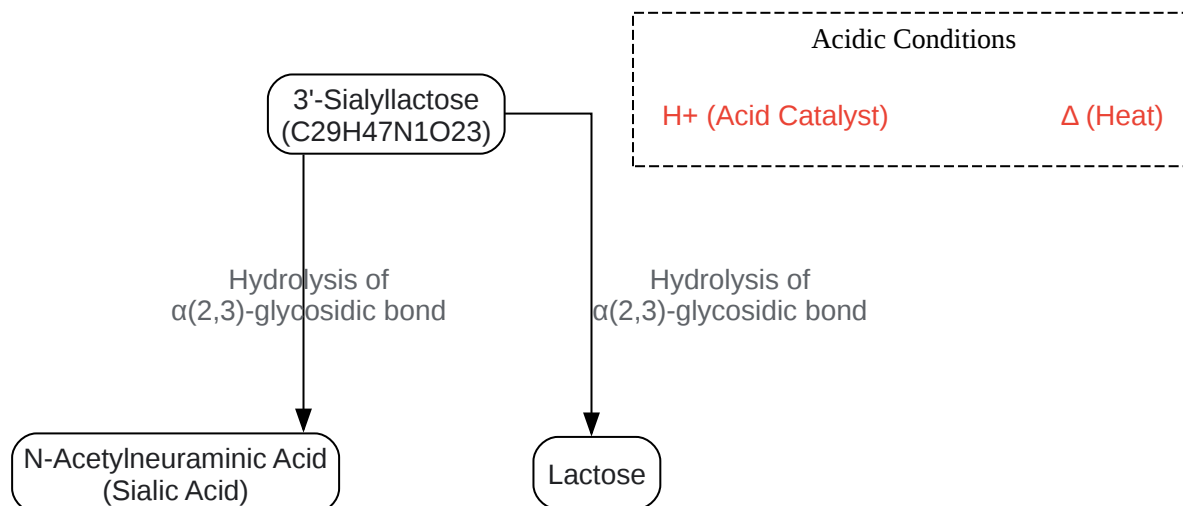 Acidic Conditions
H+ (Acid Catalyst)
Δ (Heat)
3'-Sialyllactose
(C29H47N1O23)
Hydrolysis of
α(2,3)-glycosidic bond
Hydrolysis of
α(2,3)-glycosidic bond
N-Acetylneuraminic Acid
(Sialic Acid)
Lactose